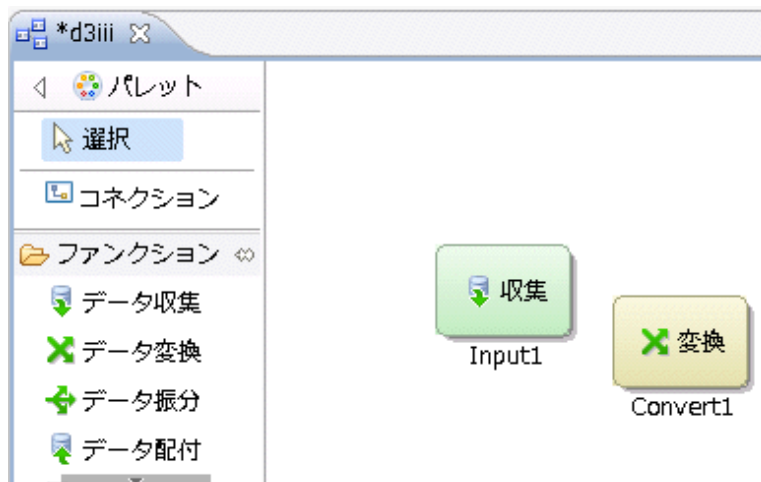 *d3iii
パレット
選択
コネクション
ファンクション
データ収集
データ変換
データ振分
データ配付
収集
Input1
変換
Convert1